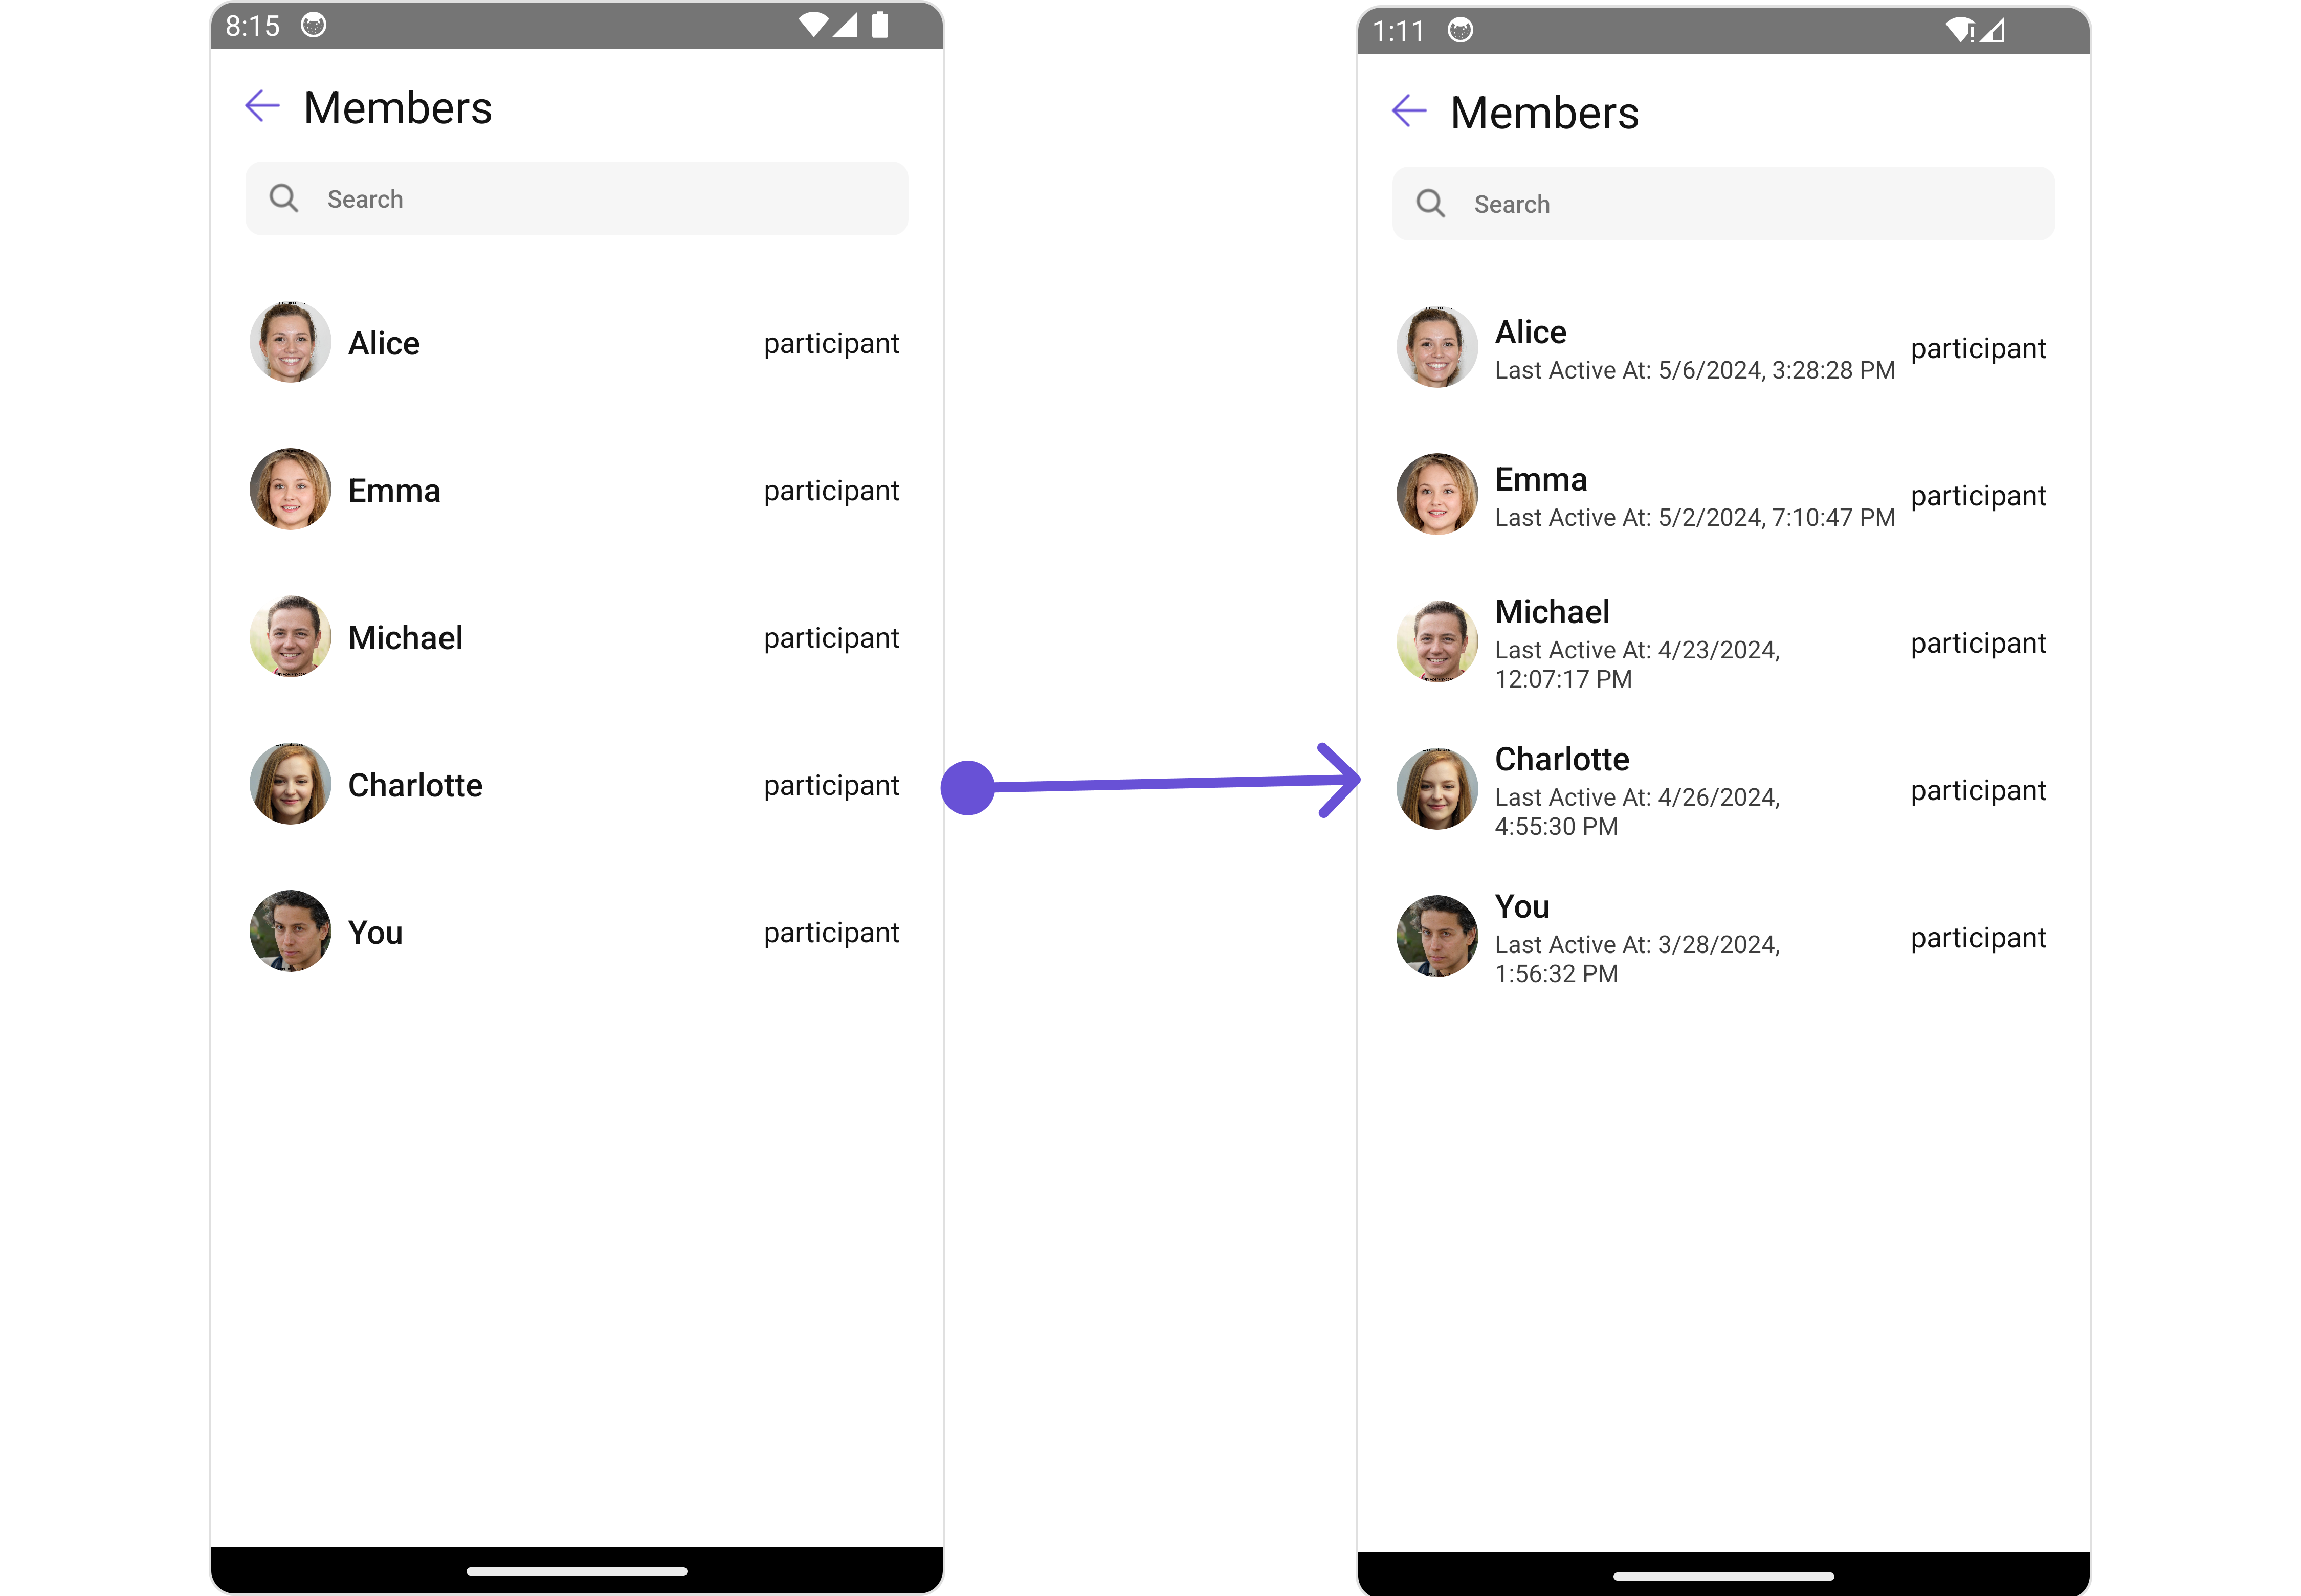 8:15
Members
Search
Alice
participant
Emma
participant
Michael
participant
Charlotte
participant
You
participant
1:11
Members
Search
Alice
Last Active At: 5/6/2024, 3:28:28 PM
participant
Emma
Last Active At: 5/2/2024, 7:10:47 PM
participant
Michael
Last Active At: 4/23/2024,
12:07:17 PM
participant
Charlotte
Last Active At: 4/26/2024,
4:55:30 PM
participant
You
Last Active At: 3/28/2024,
1:56:32 PM
participant